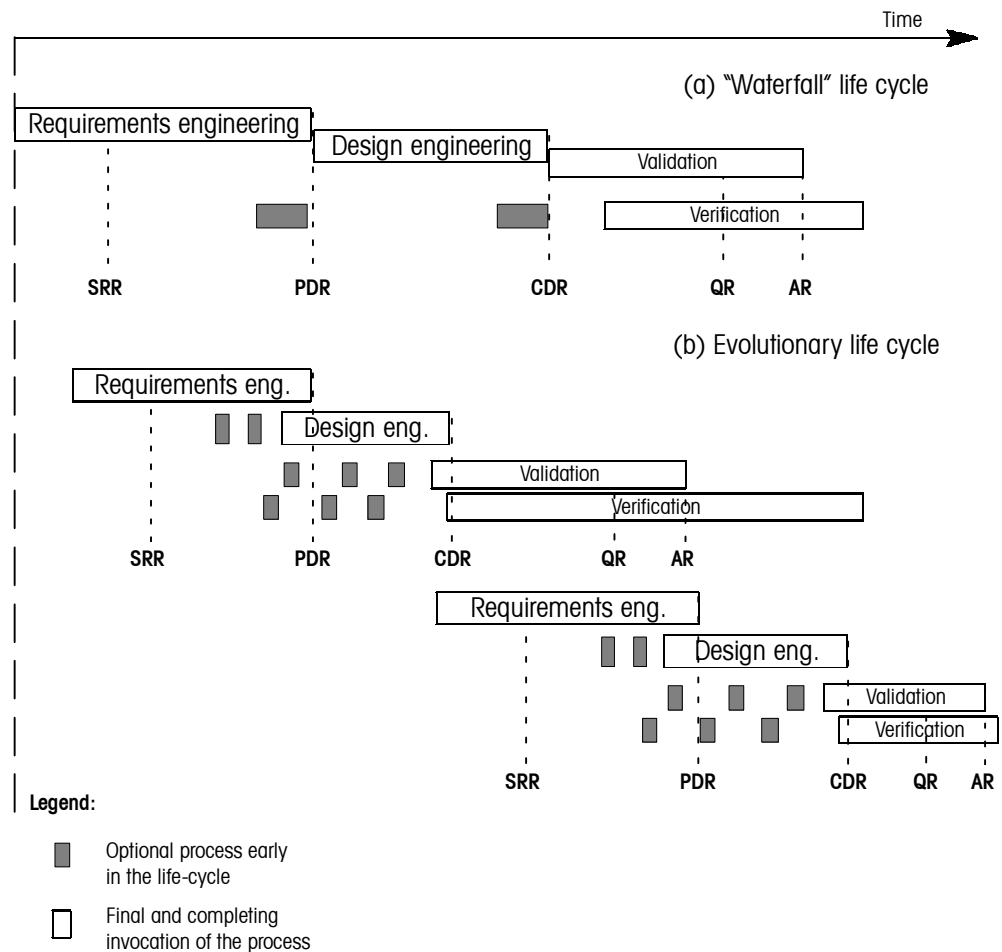 Time
(a) "Waterfall" life cycle
Requirements engineering
Design engineering
Validation
Verification
SRR
PDR
CDR
QR
AR
(b) Evolutionary life cycle
Requirements eng.
Design eng.
Validation
Verification
SRR
PDR
CDR
QR
AR
Requirements eng.
Design eng.
Validation
Verification
SRR
PDR
CDR
QR
AR
Legend:
Optional process early
in the life-cycle
Final and completing
invocation of the process